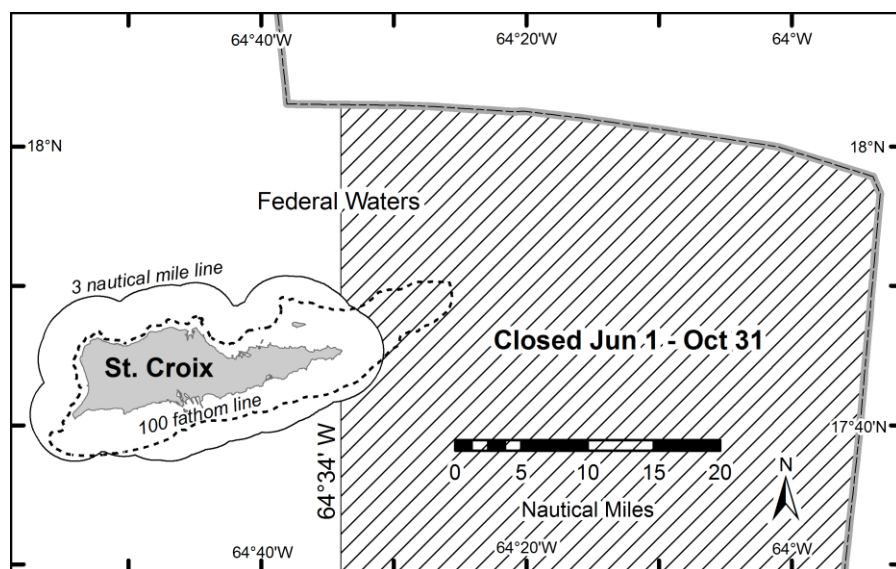 64°40'W 64°20'W 64°W
18°N 18°N
Federal Waters
3 nautical mile line
Closed Jun 1 - Oct 31
St. Croix
100 fathom line
17°40'N
64°34' W
0 5 10 15 20
N
Nautical Miles
64°40'W 64°20'W 64°W